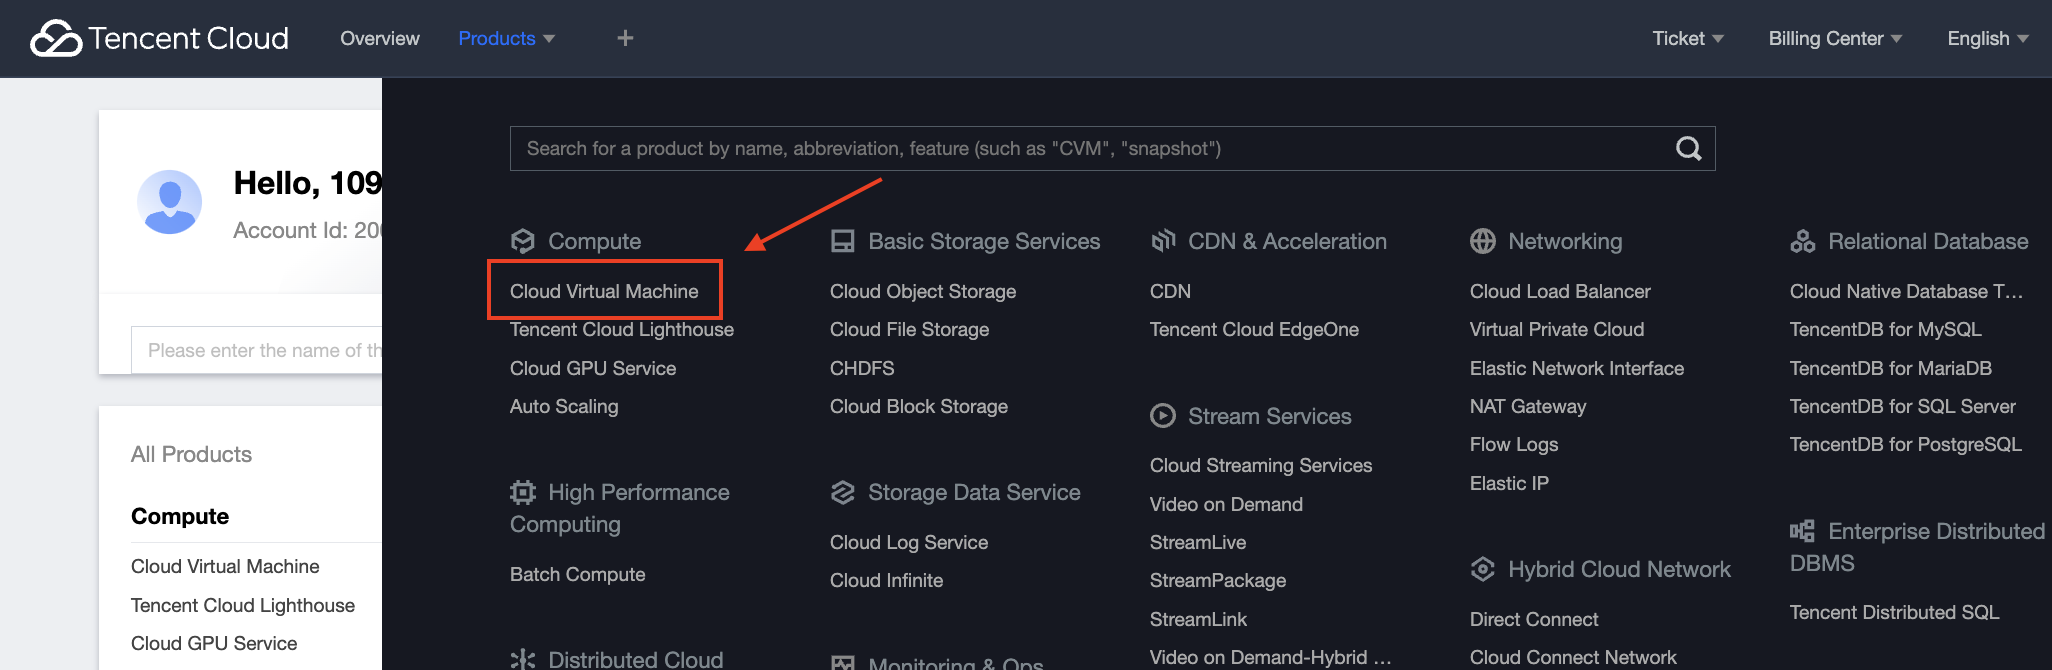 Tencent Cloud
Overview
Products
+
Ticket
Billing Center
English
Hello, 109
Account Id: 20
Please enter the name of th
All Products
Compute
Cloud Virtual Machine
Tencent Cloud Lighthouse
Cloud GPU Service
Search for a product by name, abbreviation, feature (such as "CVM", "snapshot")
Compute
Cloud Virtual Machine
Tencent Cloud Lighthouse
Cloud GPU Service
Auto Scaling
High Performance
Computing
Batch Compute
Distributed Cloud
Basic Storage Services
Cloud Object Storage
Cloud File Storage
CHDFS
Cloud Block Storage
Storage Data Service
Cloud Log Service
Cloud Infinite
Monitoring & Ops
CDN & Acceleration
CDN
Tencent Cloud EdgeOne
Stream Services
Cloud Streaming Services
Video on Demand
StreamLive
StreamPackage
StreamLink
Video on Demand-Hybrid ...
Networking
Cloud Load Balancer
Virtual Private Cloud
Elastic Network Interface
NAT Gateway
Flow Logs
Elastic IP
Hybrid Cloud Network
Direct Connect
Cloud Connect Network
Relational Database
Cloud Native Database T...
TencentDB for MySQL
TencentDB for MariaDB
TencentDB for SQL Server
TencentDB for PostgreSQL
Enterprise Distributed
DBMS
Tencent Distributed SQL